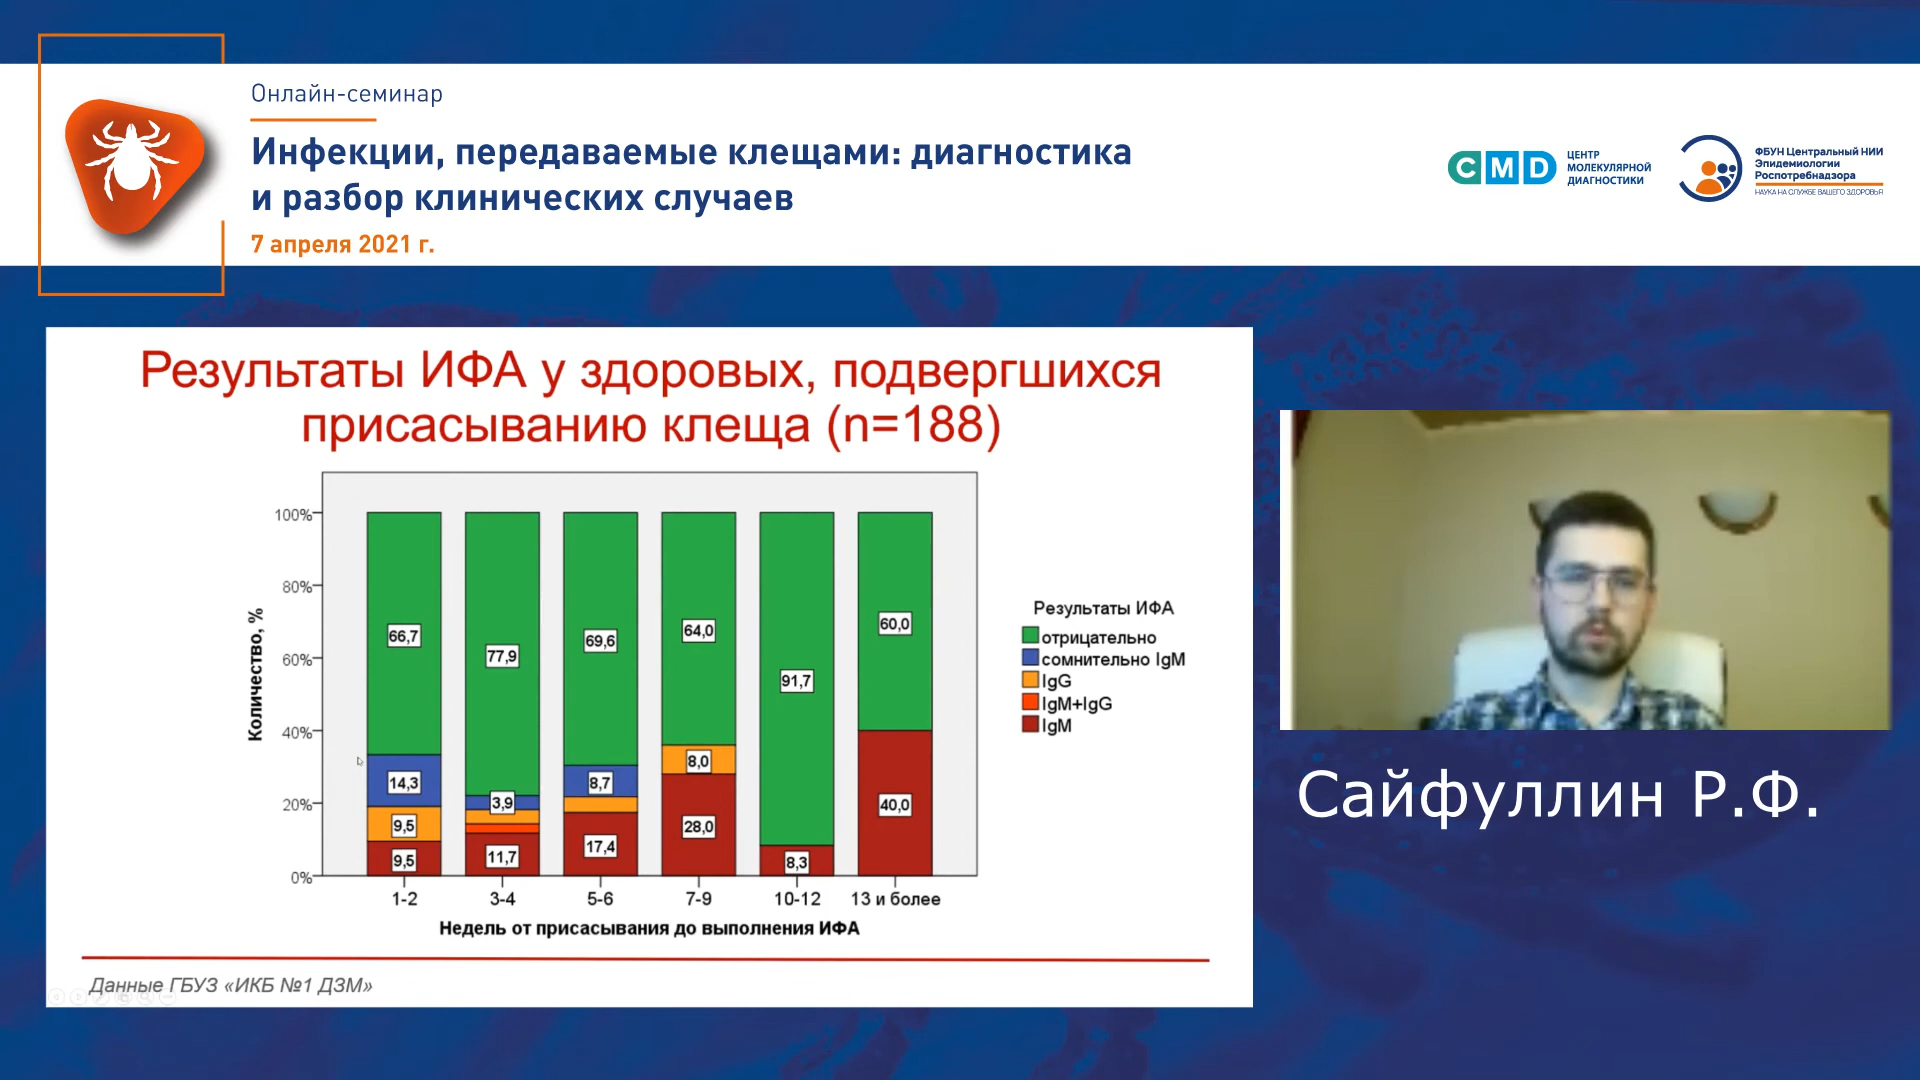 Онлайн-семинар
Инфекции, передаваемые клещами: диагностика
и разбор клинических случаев
7 апреля 2021 г.
CMD
ЦЕНТР
МОЛЕКУЛЯРНОЙ
ДИАГНОСТИКИ
ФБУН Центральный НИИ
Эпидемиологии
Роспотребнадзора
НАУКА НА СЛУЖБЕ ВАШЕГО ЗДОРОВЬЯ
Результаты ИФА у здоровых, подвергшихся
присасыванию клеща (n=188)
Количество, %
100%
80%
60%
40%
20%
0%
66,7
14,3
9,5
9,5
77,9
3,9
11,7
69,6
8,7
17,4
64,0
8,0
28,0
91,7
8,3
60,0
40,0
1-2
3-4
5-6
7-9
10-12
13 и более
Недель от присасывания до выполнения ИФА
Результаты ИФА
отрицательно
сомнительно IgM
IgG
IgM+IgG
IgM
Данные ГБУЗ «ИКБ №1 ДЗМ»
Сайфуллин Р.Ф.